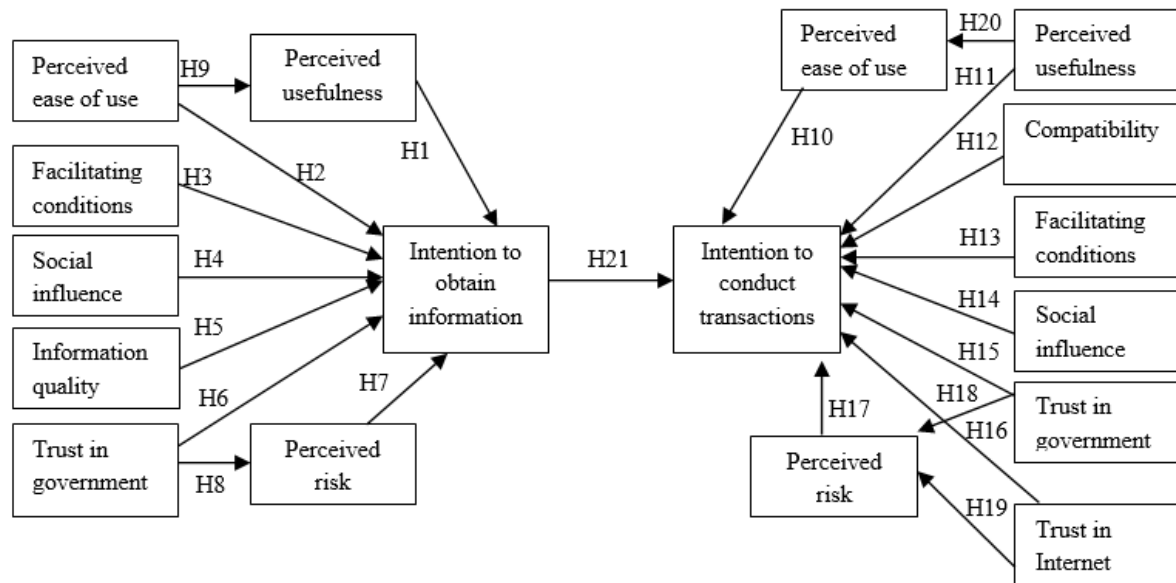 Perceived
ease of use
H9
Perceived
usefulness
H1
H2
Facilitating
conditions
H3
Social
influence
H4
Information
quality
H5
Trust in
government
H6
H8
Perceived
risk
H7
Intention to
obtain
information
H21
Intention to
conduct
transactions
Perceived
ease of use
H20
Perceived
usefulness
H10
H11
Compatibility
H12
Facilitating
conditions
H13
Social
influence
H14
H15
Trust in
government
H18
H16
H17
Perceived
risk
H19
Trust in
Internet